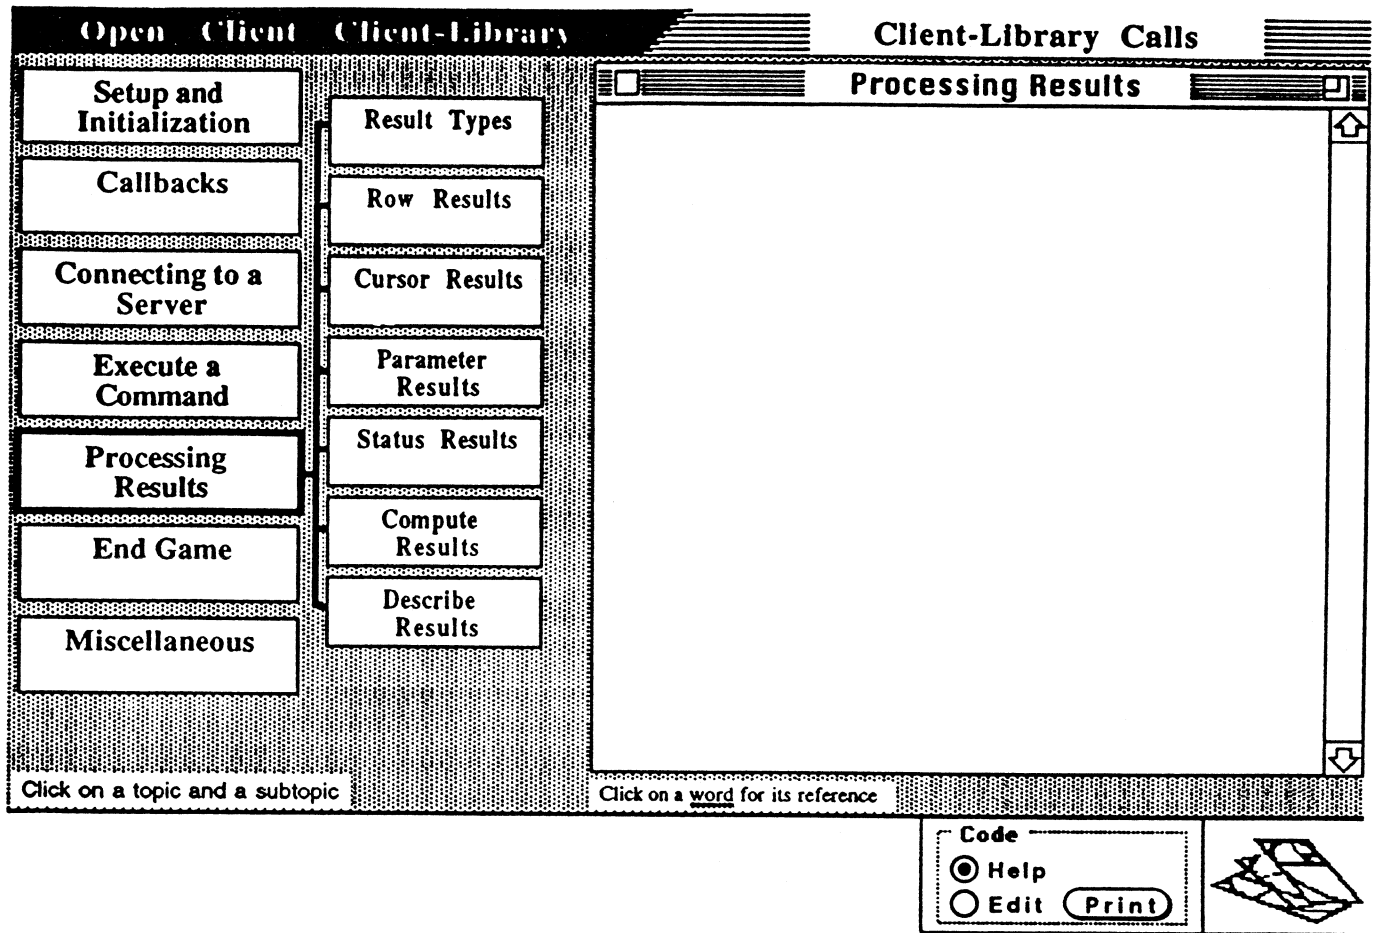 Open Client Client-Library
Client-Library Calls
Setup and
Initialization
Callbacks
Connecting to a
Server
Execute a
Command
Processing
Results
End Game
Miscellaneous
Click on a topic and a subtopic
Result Types
Row Results
Cursor Results
Parameter
Results
Status Results
Compute
Results
Describe
Results
Processing Results
Click on a word for its reference
Code
Help
Edit
Print